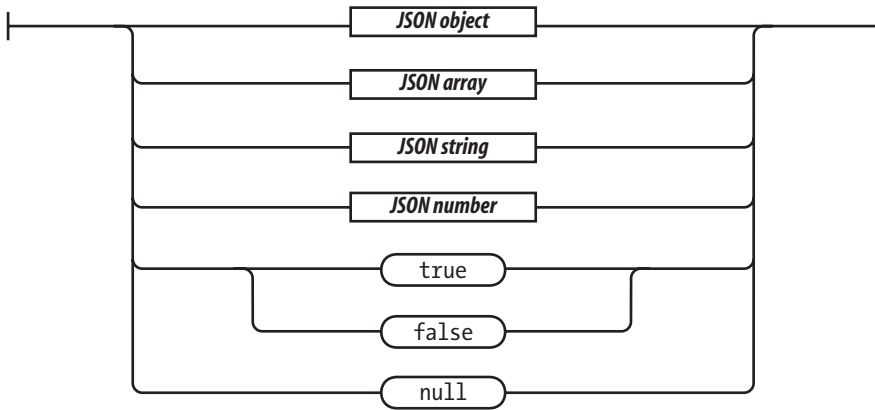 JSON object
JSON array
JSON string
JSON number
true
false
null